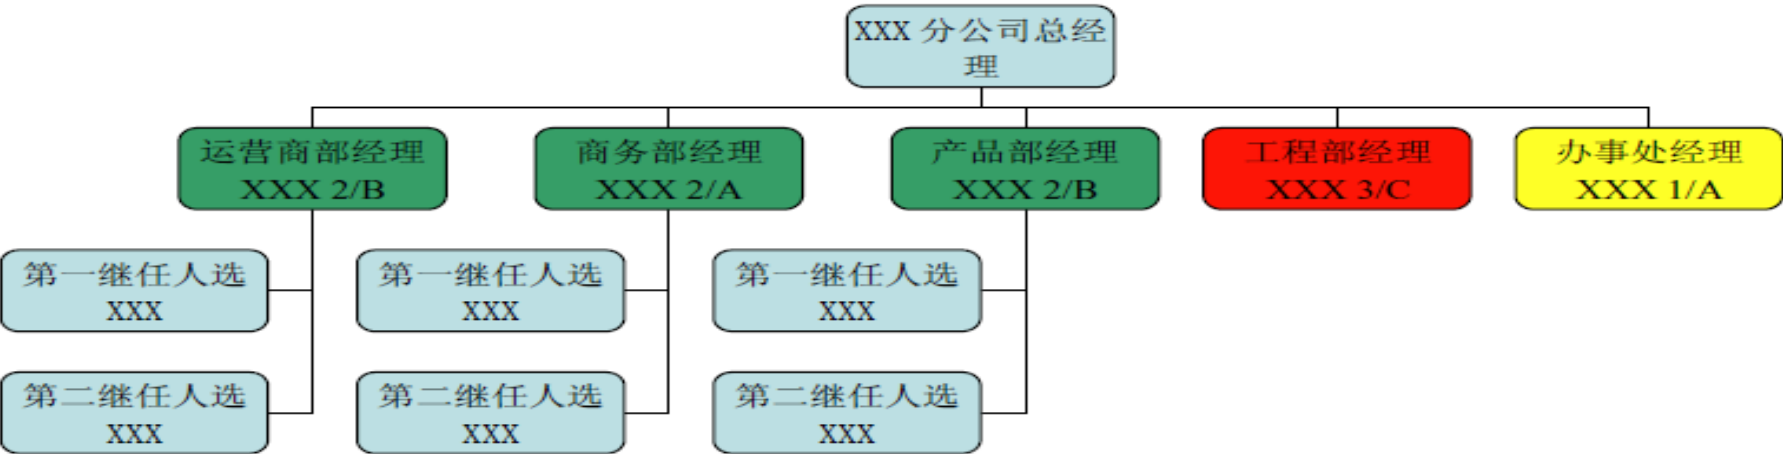 XXX 分公司总经
理
运营商部经理
XXX 2/B
商务部经理
XXX 2/A
产品部经理
XXX 2/B
工程部经理
XXX 3/C
办事处经理
XXX 1/A
第一继任人选
XXX
第一继任人选
XXX
第一继任人选
XXX
第二继任人选
XXX
第二继任人选
XXX
第二继任人选
XXX